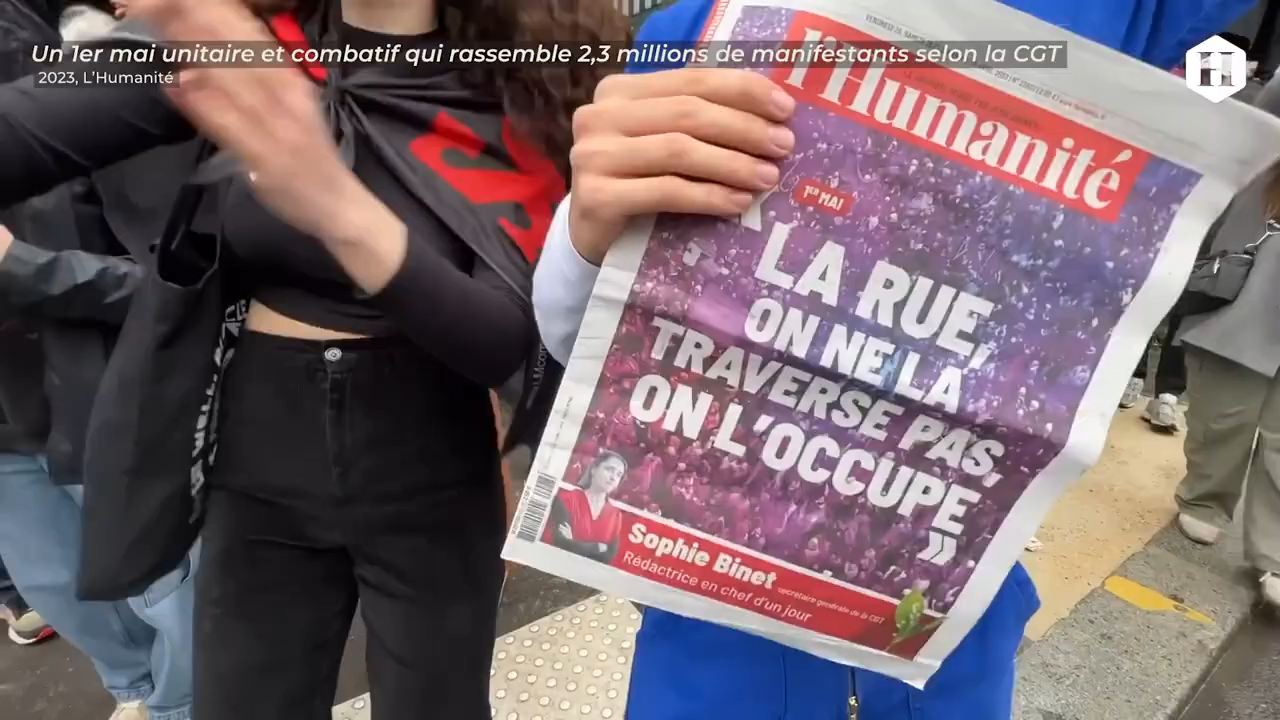 Un 1er mai unitaire et combatif qui rassemble 2,3 millions de manifestants selon la CGT
2023, L'Humanité
H
l'Humanité
1ER MAI
« LA RUE,
ON NE LA
TRAVERSE PAS,
ON L'OCCUPE
»
Sophie Binet secrétaire générale de la CGT
Rédactrice en chef d'un jour